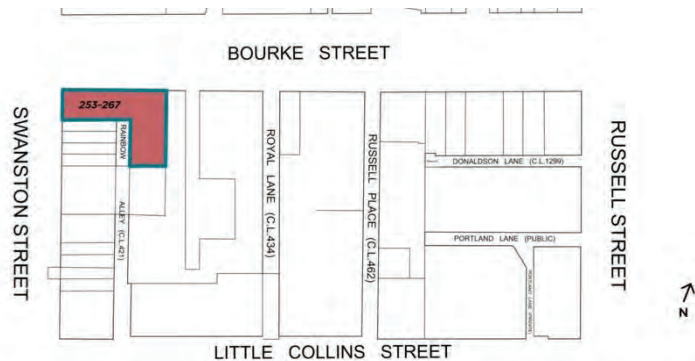 BOURKE STREET
253-267
SWANSTON STREET
RAINBOW
ALLEY (C.L.421)
ROYAL LANE (C.L.434)
RUSSELL PLACE (C.L.462)
DONALDSON LANE (C.L.1299)
PORTLAND LANE (PUBLIC)
RUSSELL STREET
N
LITTLE COLLINS STREET